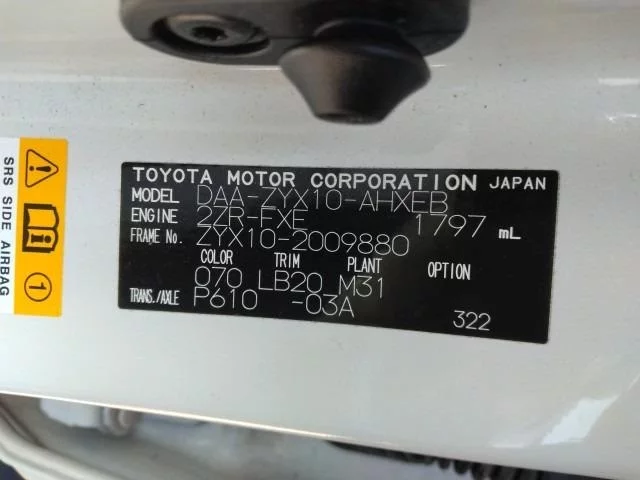 TOYOTA MOTOR CORPORATION JAPAN
MODEL DAA-ZYX10-AHXEB
ENGINE 2ZR-FXE 1797 mL
FRAME No. ZYX10-2009880
COLOR TRIM PLANT OPTION
070 LB20 M31
TRANS./AXLE P610 -03A
322
SRS SIDE AIRBAG
1